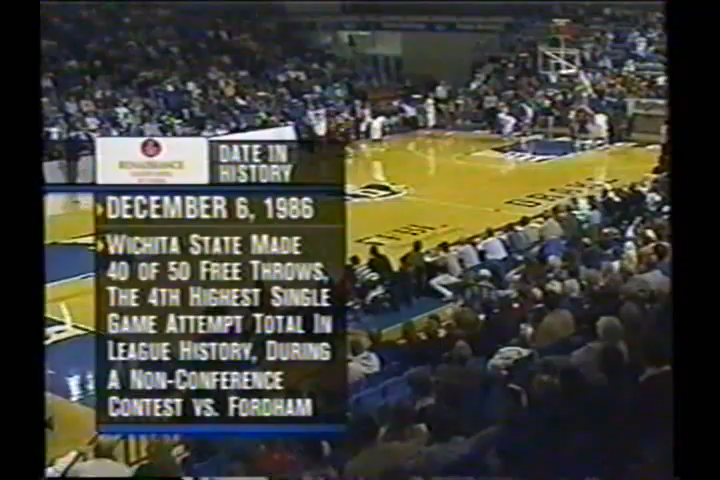 RENAISSANCE
DATE IN
HISTORY
DECEMBER 6, 1986
WICHITA STATE MADE
40 OF 50 FREE THROWS,
THE 4TH HIGHEST SINGLE
GAME ATTEMPT TOTAL IN
LEAGUE HISTORY, DURING
A NON-CONFERENCE
CONTEST VS. FORDHAM